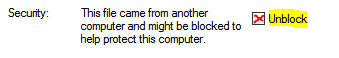 Security:
This file came from another
computer and might be blocked to
help protect this computer.
Unblock